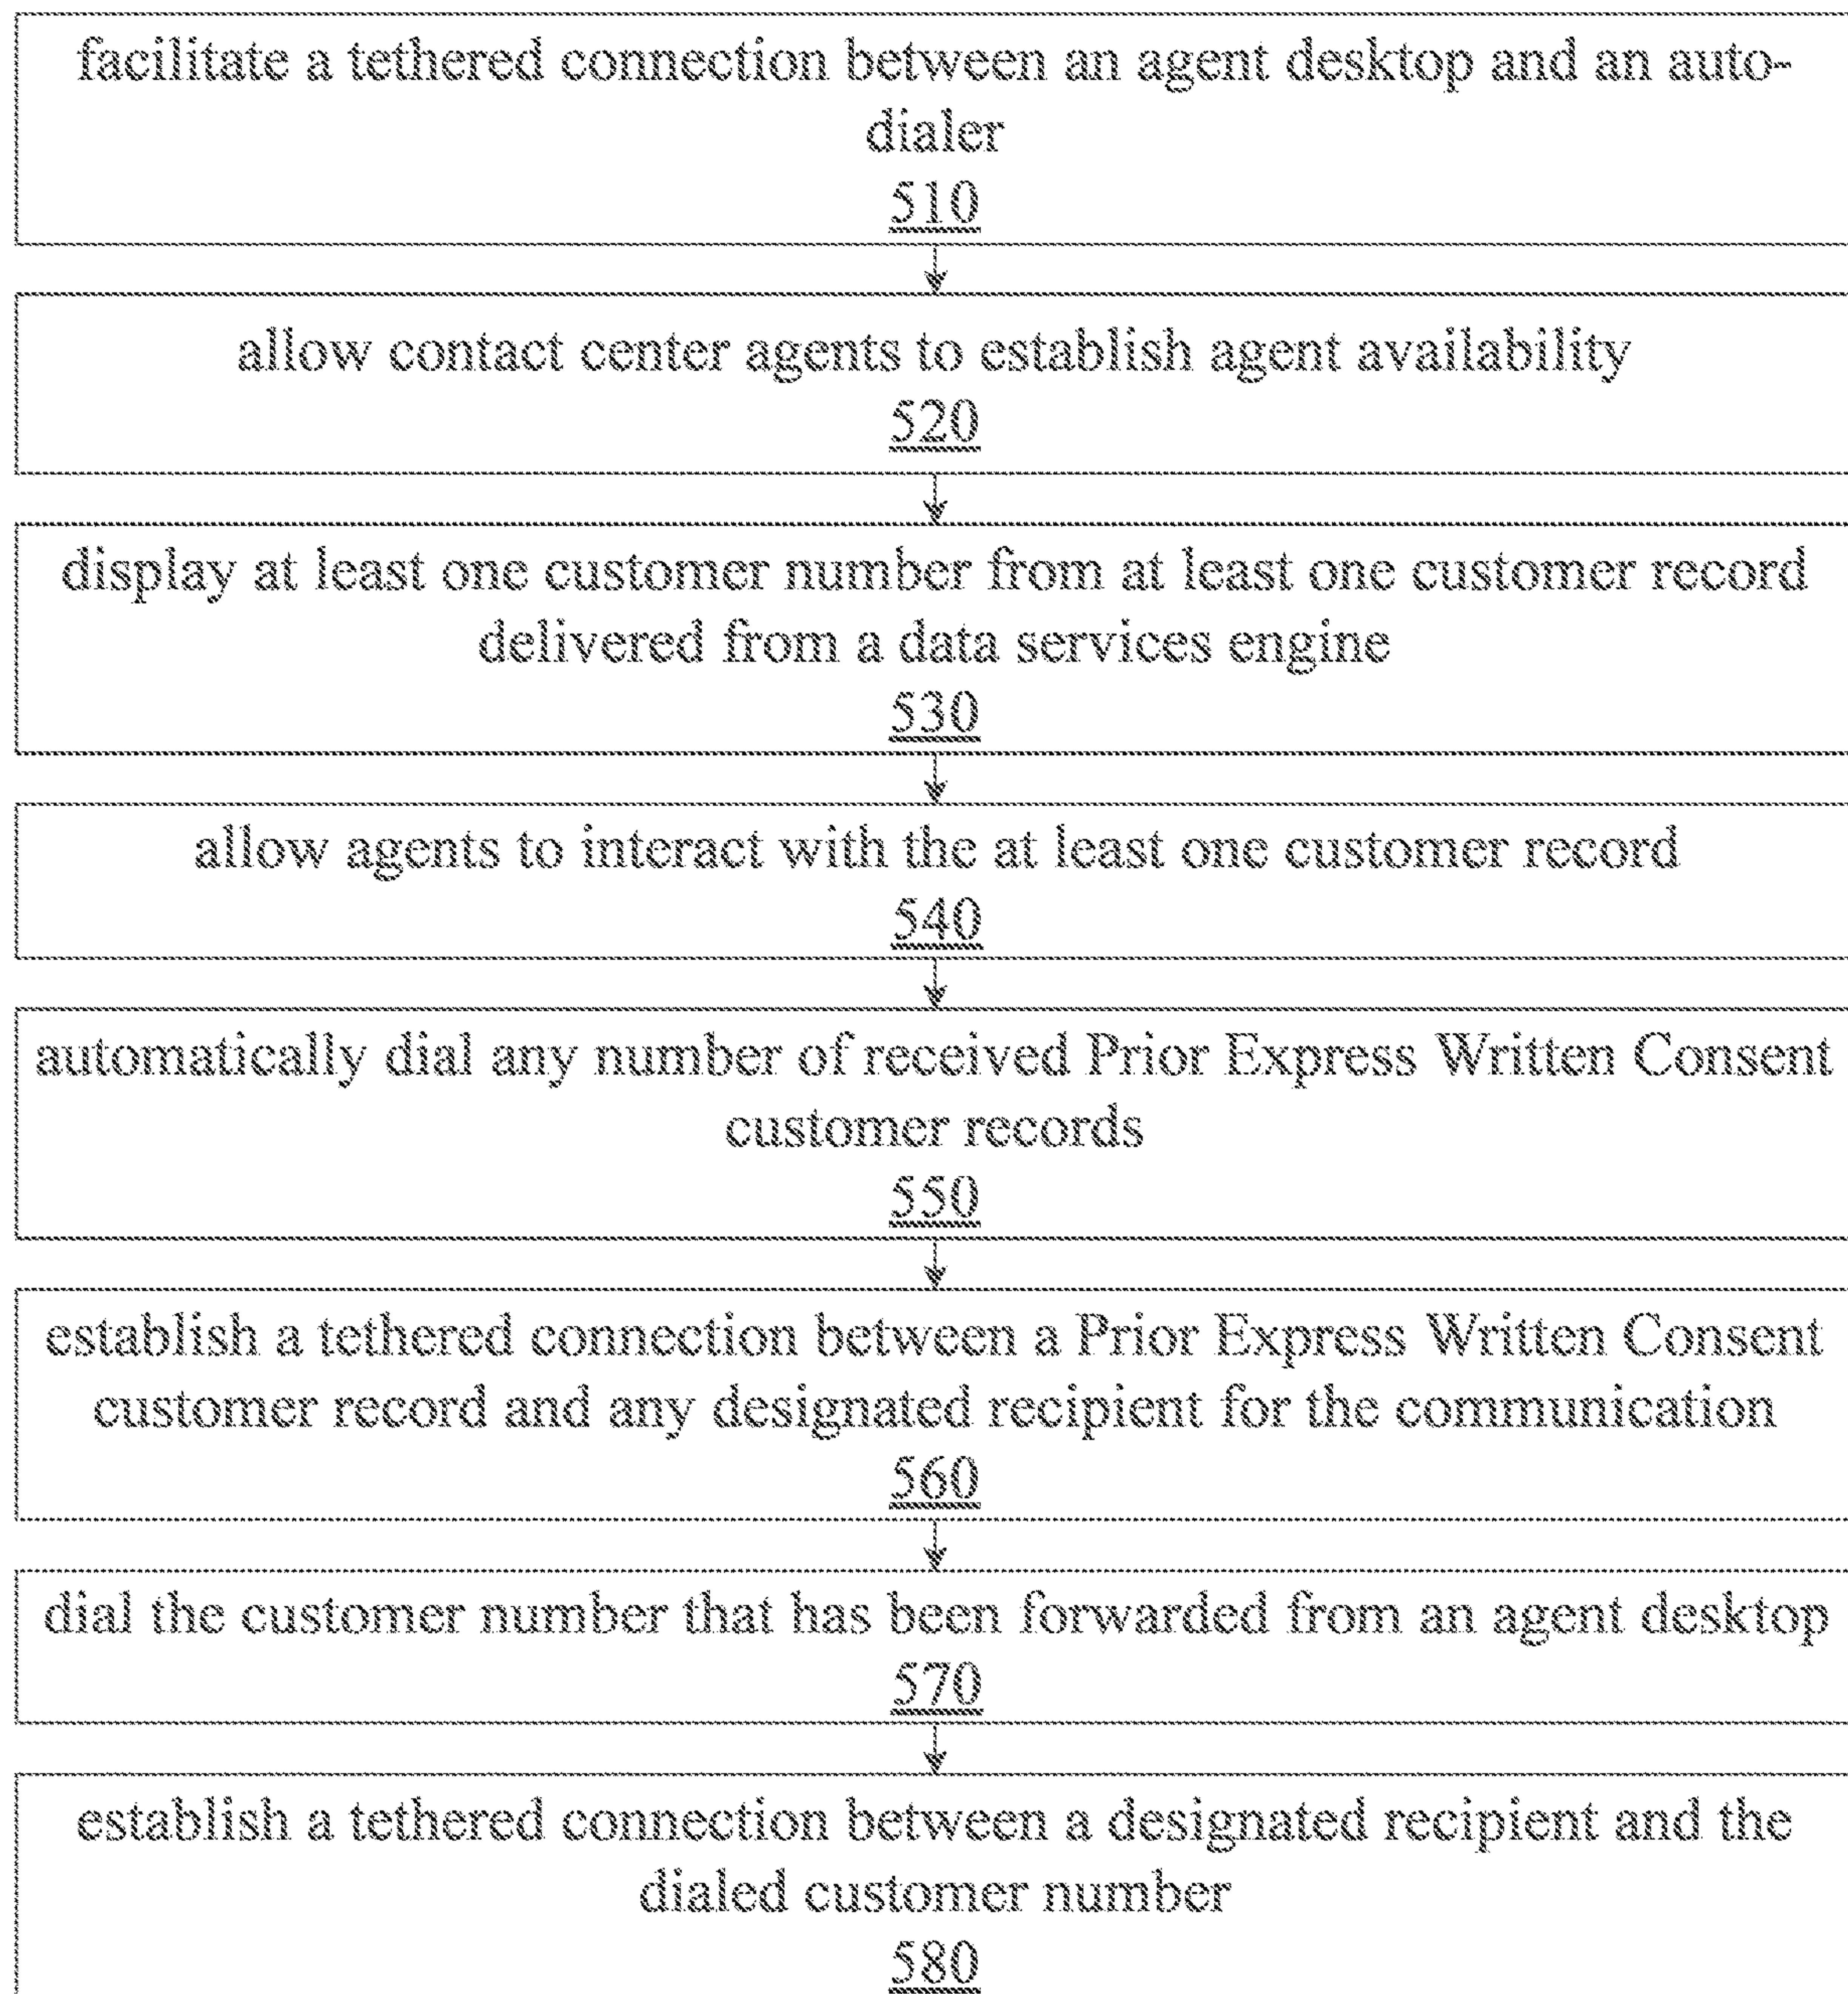 facilitate a tethered connection between an agent desktop and an auto-
dialer
510
allow contact center agents to establish agent availability
520
display at least one customer number from at least one customer record
delivered from a data services engine
530
allow agents to interact with the at least one customer record
540
automatically dial any number of received Prior Express Written Consent
customer records
550
establish a tethered connection between a Prior Express Written Consent
customer record and any designated recipient for the communication
560
dial the customer number that has been forwarded from an agent desktop
570
establish a tethered connection between a designated recipient and the
dialed customer number
580